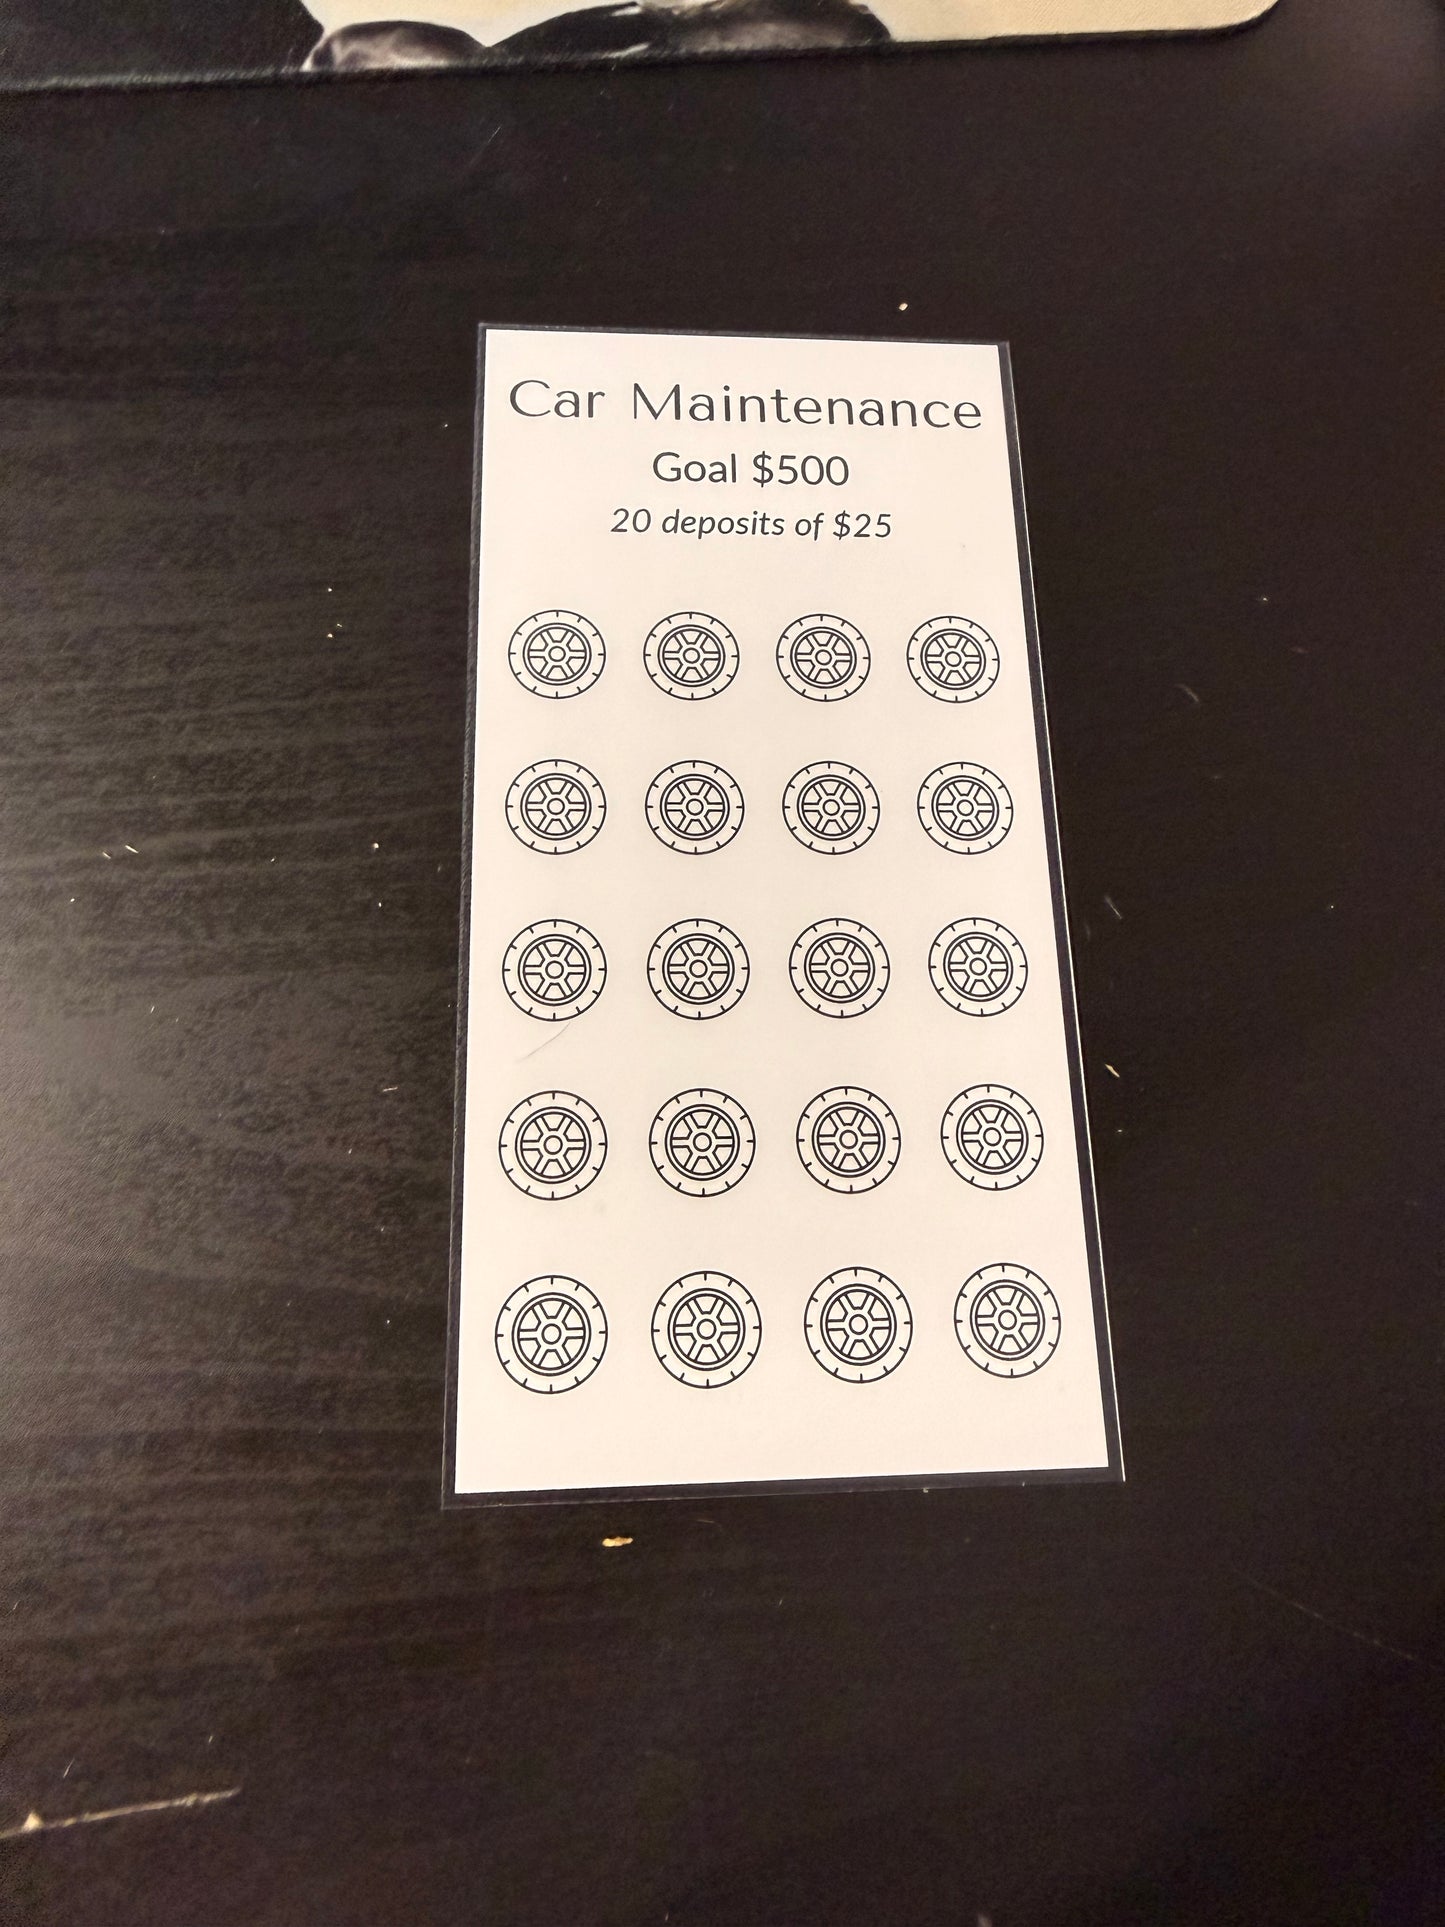 Car Maintenance
Goal $500
20 deposits of $25